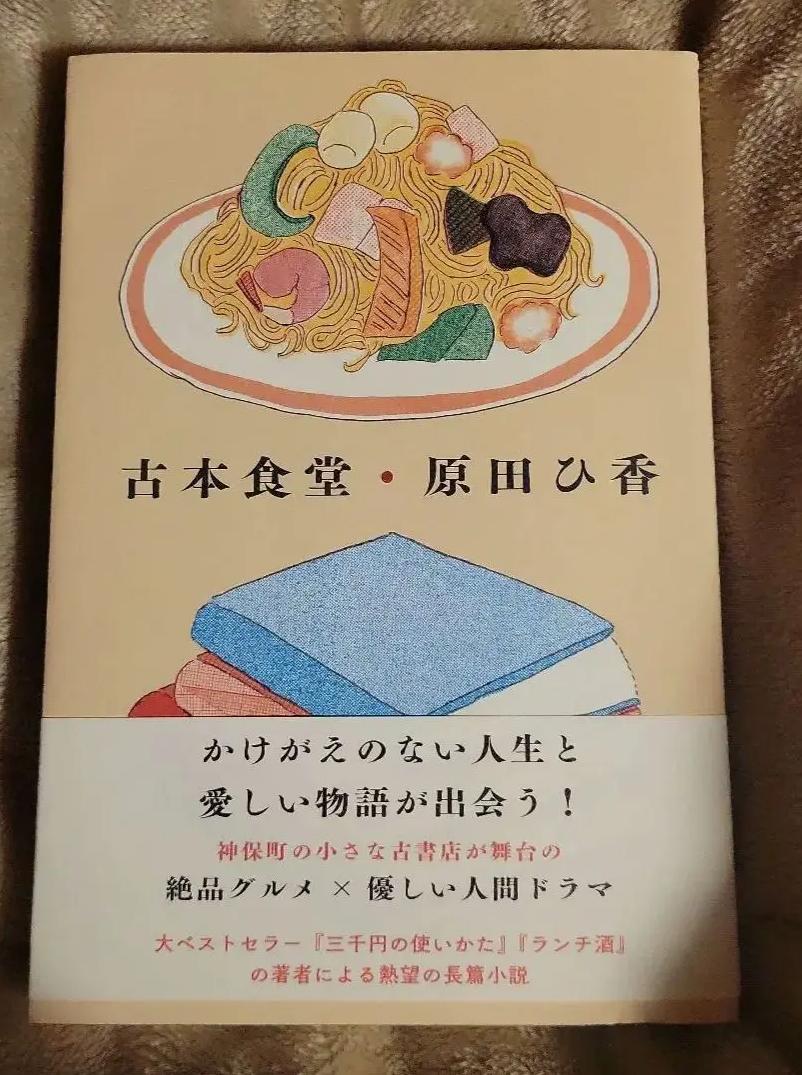 古本食堂・原田ひ香
かけがえのない人生と
愛しい物語が出会う！
神保町の小さな古書店が舞台の
絶品グルメ×優しい人間ドラマ
大ベストセラー『三千円の使いかた』『ランチ酒』
の著者による熱望の長篇小説